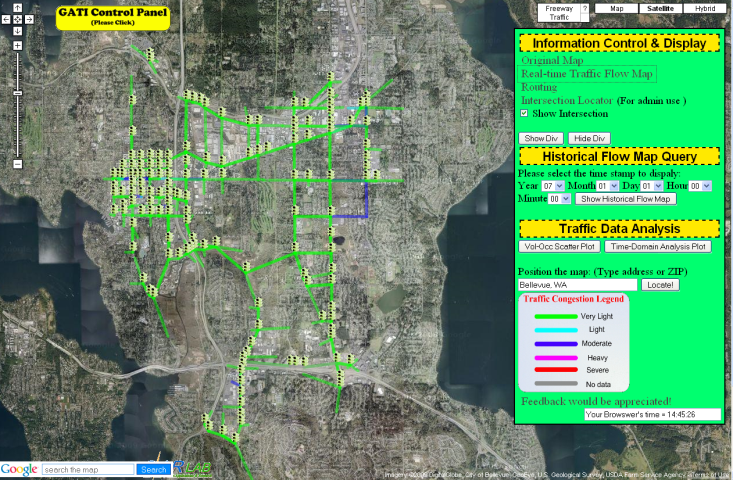 GATI Control Panel
(Please Click)
Freeway ?
Traffic
Map
Satellite
Hybrid
Information Control & Display
Original Map
Real-time Traffic Flow Map
Routing
Intersection Locator (For admin use )
Show Intersection
Show Div
Hide Div
Historical Flow Map Query
Please select the time stamp to dispaly:
Year 07 Month 01 Day 01 Hour 00
Minute 00 Show Historical Flow Map
Traffic Data Analysis
Vol-Occ Scatter Plot
Time-Domain Analysis Plot
Position the map: (Type address or ZIP)
Bellevue, WA
Locate!
Traffic Congestion Legend
Very Light
Light
Moderate
Heavy
Severe
No data
Feedback would be appreciated!
Your Browswer's time = 14:45:26
Google
search the map
Search
LAB
Imagery ©2008 DigitalGlobe, City of Bellevue, GeoEye, U.S. Geological Survey, USDA Farm Service Agency - Terms of Use